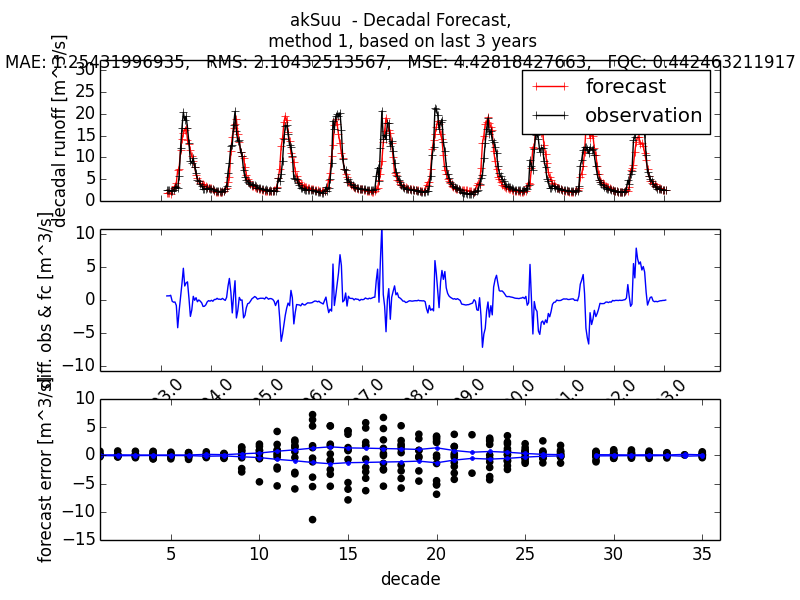 akSuu - Decadal Forecast,
method 1, based on last 3 years
MAE: 1.25431996935, RMS: 2.10432513567, MSE: 4.42818427663, FQC: 0.442463211917
decadal runoff [m^3/s]
30
25
20
15
10
5
0
forecast
observation
diff. obs & fc [m^3/s]
10
5
0
−5
−10
forecast error [m^3/s]
10
5
0
−5
−10
−15
5 10 15 20 25 30 35
decade